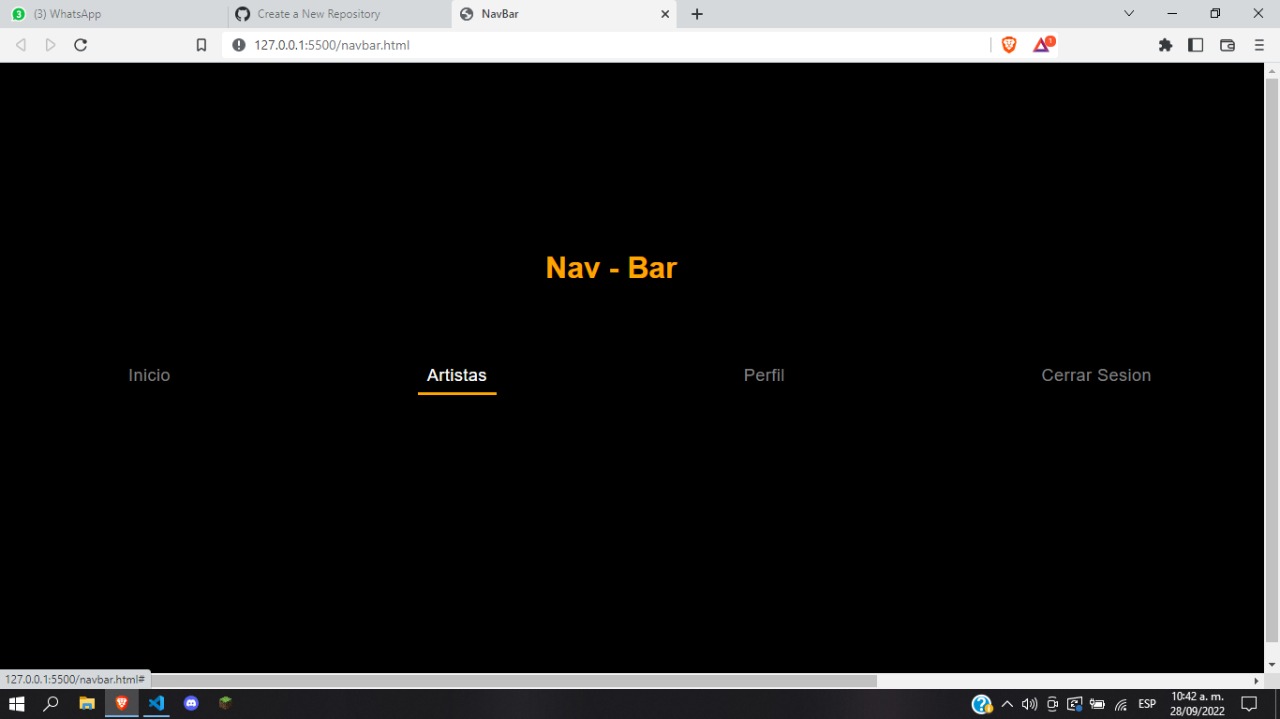 (3) WhatsApp
Create a New Repository
NavBar
127.0.0.1:5500/navbar.html
1
Nav - Bar
Inicio
Artistas
Perfil
Cerrar Sesion
127.0.0.1:5500/navbar.html#
ESP
10:42 a. m.
28/09/2022